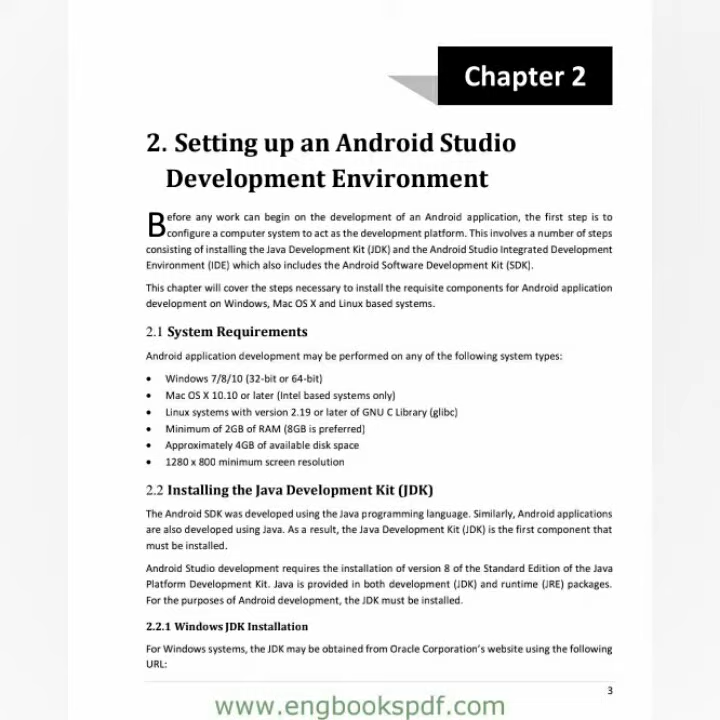 Chapter 2
2. Setting up an Android Studio
Development Environment
Before any work can begin on the development of an Android application, the first step is to
configure a computer system to act as the development platform. This involves a number of steps
consisting of installing the Java Development Kit (JDK) and the Android Studio Integrated Development
Environment (IDE) which also includes the Android Software Development Kit (SDK).
This chapter will cover the steps necessary to install the requisite components for Android application
development on Windows, Mac OS X and Linux based systems.
2.1 System Requirements
Android application development may be performed on any of the following system types:
• Windows 7/8/10 (32-bit or 64-bit)
• Mac OS X 10.10 or later (Intel based systems only)
• Linux systems with version 2.19 or later of GNU C Library (glibc)
• Minimum of 2GB of RAM (8GB is preferred)
• Approximately 4GB of available disk space
• 1280 x 800 minimum screen resolution
2.2 Installing the Java Development Kit (JDK)
The Android SDK was developed using the Java programming language. Similarly, Android applications
are also developed using Java. As a result, the Java Development Kit (JDK) is the first component that
must be installed.
Android Studio development requires the installation of version 8 of the Standard Edition of the Java
Platform Development Kit. Java is provided in both development (JDK) and runtime (JRE) packages.
For the purposes of Android development, the JDK must be installed.
2.2.1 Windows JDK Installation
For Windows systems, the JDK may be obtained from Oracle Corporation's website using the following
URL:
3
www.engbookspdf.com